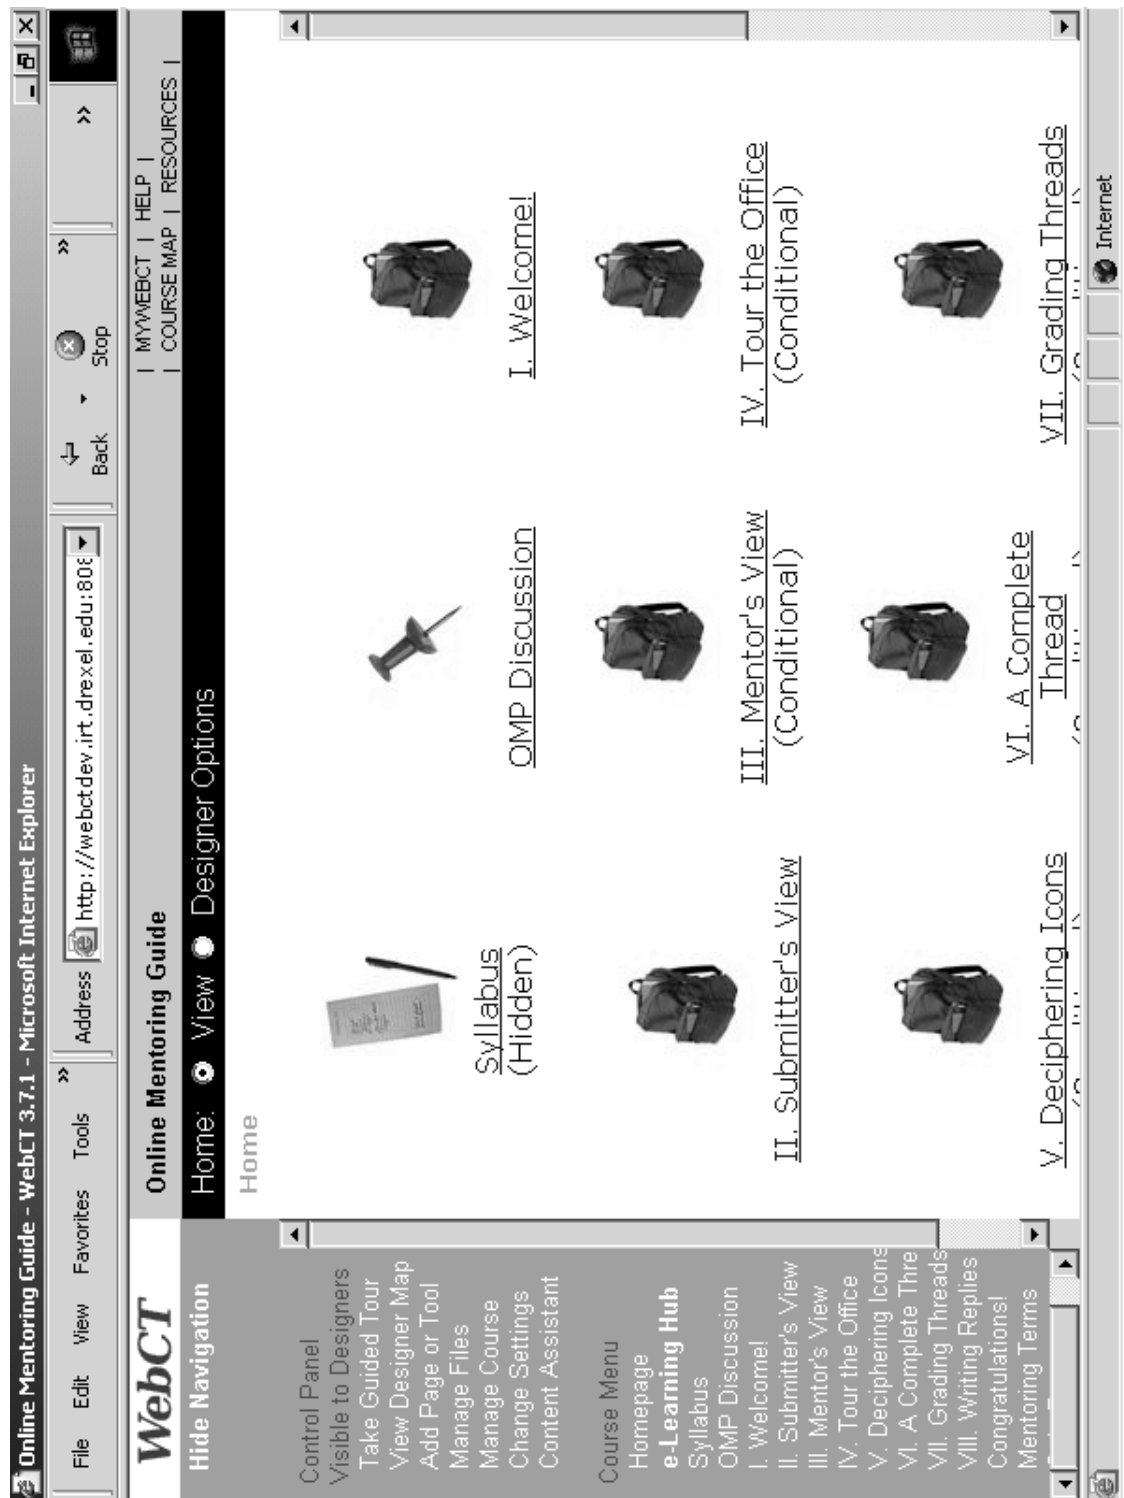 Online Mentoring Guide - WebCT 3.7.1 - Microsoft Internet Explorer
File Edit View Favorites Tools » Address http://webctdev.irt.drexel.edu:808 Back Stop » »
WebCT
Online Mentoring Guide
| MYWEBCT | HELP |
| COURSE MAP | RESOURCES |
Hide Navigation
Home: View Designer Options
Control Panel
Visible to Designers
Take Guided Tour
View Designer Map
Add Page or Tool
Manage Files
Manage Course
Change Settings
Content Assistant
Course Menu
Homepage
e-Learning Hub
Syllabus
OMP Discussion
I. Welcome!
II. Submitter's View
III. Mentor's View
IV. Tour the Office
V. Deciphering Icons
VI. A Complete Thre
VII. Grading Threads
VIII. Writing Replies
Congratulations!
Mentoring Terms
Home
Syllabus
(Hidden)
OMP Discussion
I. Welcome!
II. Submitter's View
III. Mentor's View
(Conditional)
IV. Tour the Office
(Conditional)
V. Deciphering Icons
VI. A Complete
Thread
VII. Grading Threads
Internet